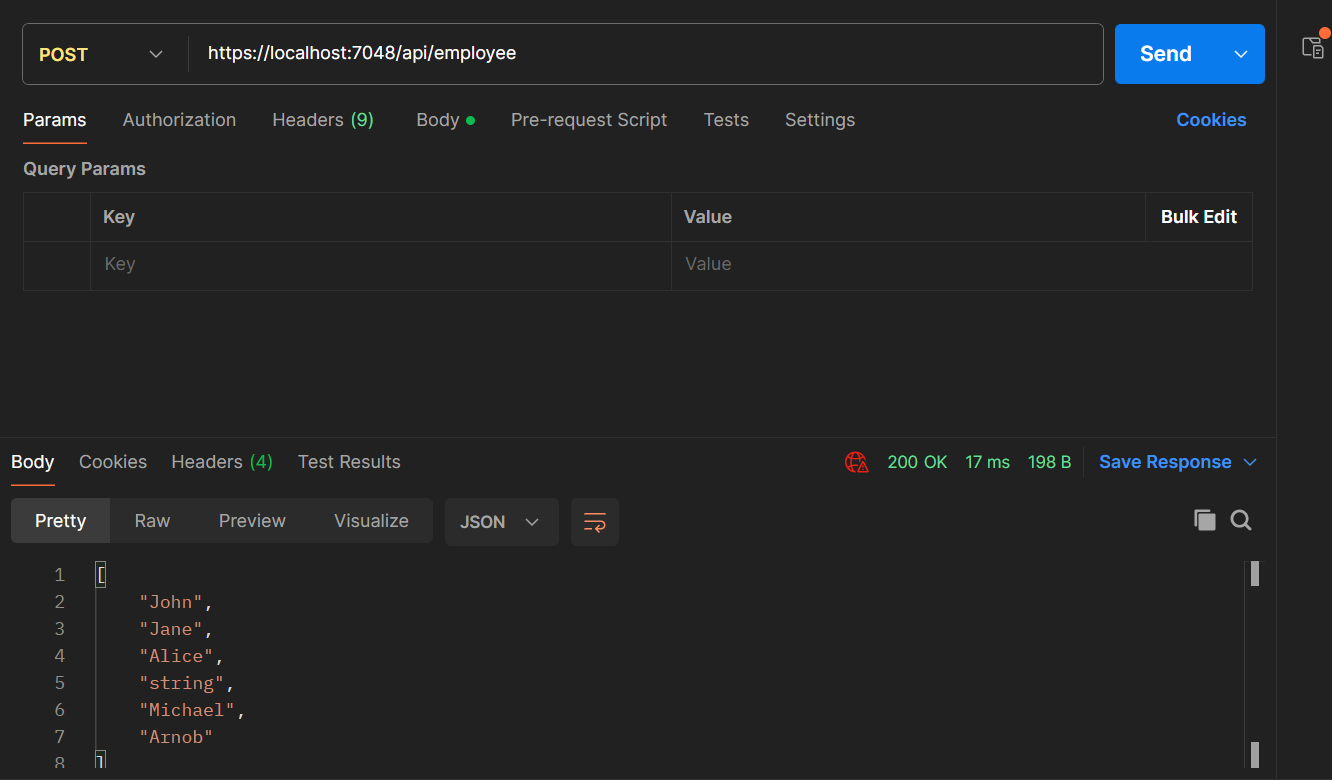 POST https://localhost:7048/api/employee Send
Params Authorization Headers (9) Body Pre-request Script Tests Settings Cookies
Query Params
Key Value Bulk Edit
Key Value
Body Cookies Headers (4) Test Results 200 OK 17 ms 198 B Save Response
Pretty Raw Preview Visualize JSON
1 [
2 "John",
3 "Jane",
4 "Alice",
5 "string",
6 "Michael",
7 "Arnob"
8 ]